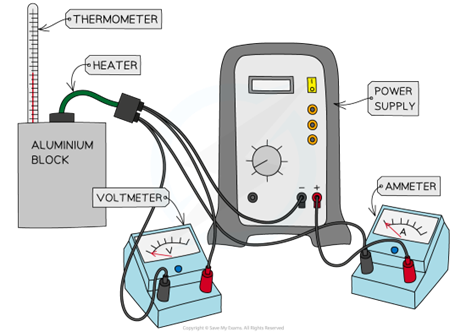 THERMOMETER
HEATER
ALUMINIUM
BLOCK
POWER
SUPPLY
VOLTMETER
AMMETER
− +
V
A
Copyright © Save My Exams. All Rights Reserved